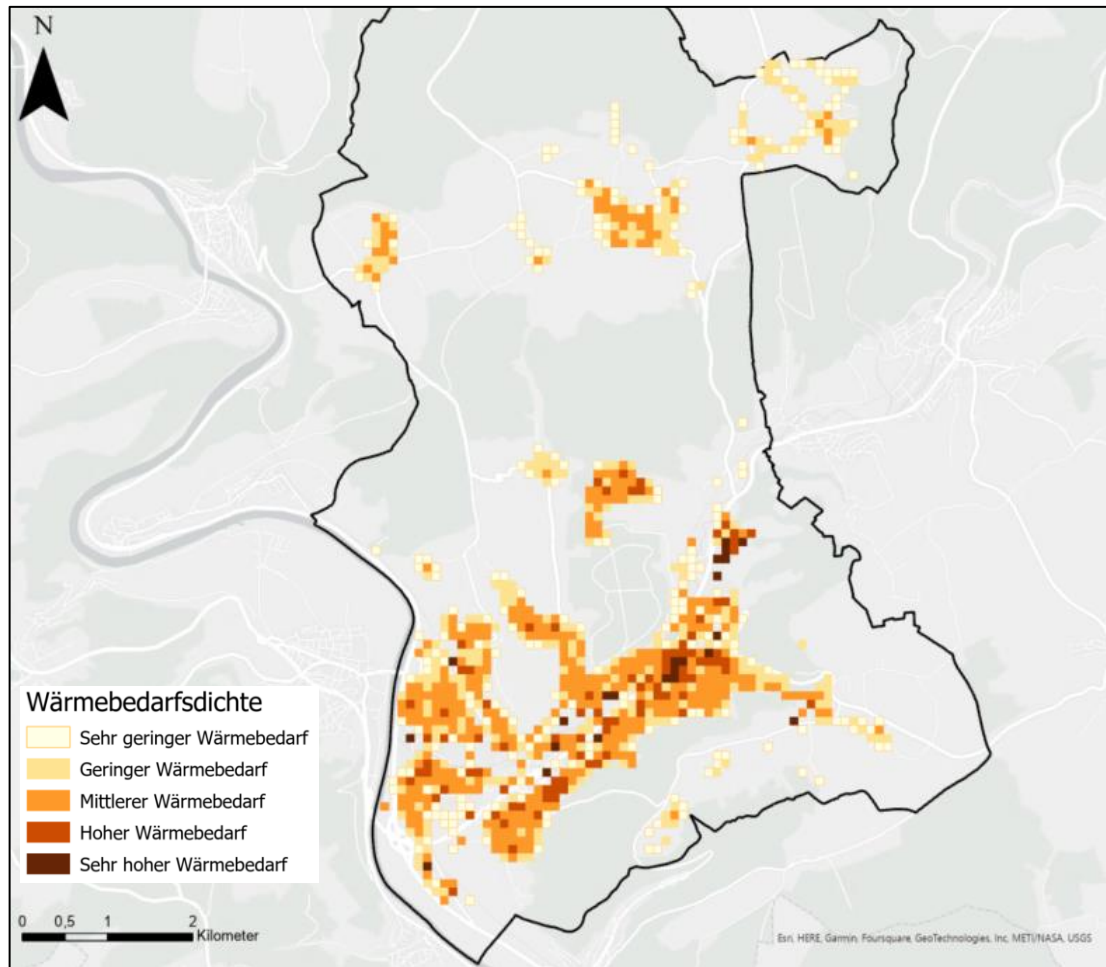 N
Wärmebedarfsdichte
Sehr geringer Wärmebedarf
Geringer Wärmebedarf
Mittlerer Wärmebedarf
Hoher Wärmebedarf
Sehr hoher Wärmebedarf
0 0,5 1 2
Kilometer
Esri, HERE, Garmin, Foursquare, GeoTechnologies, Inc, METI/NASA, USGS